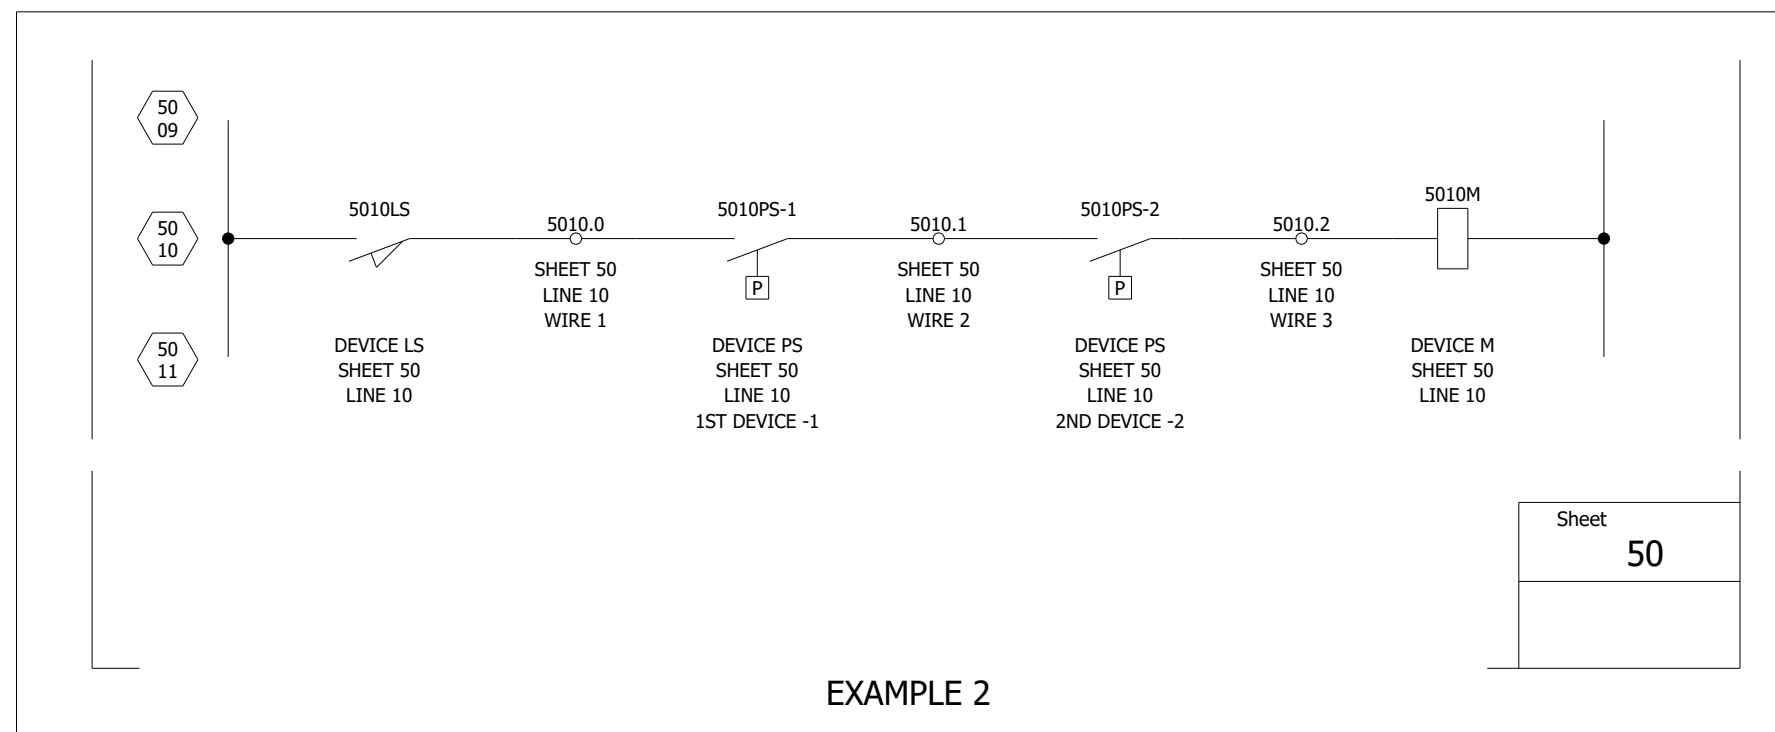 50
09
50
10
50
11
5010LS
5010.0
5010PS-1
5010.1
5010PS-2
5010.2
5010M
SHEET 50
LINE 10
WIRE 1
P
SHEET 50
LINE 10
WIRE 2
P
SHEET 50
LINE 10
WIRE 3
DEVICE LS
SHEET 50
LINE 10
DEVICE PS
SHEET 50
LINE 10
1ST DEVICE -1
DEVICE PS
SHEET 50
LINE 10
2ND DEVICE -2
DEVICE M
SHEET 50
LINE 10
Sheet
50
EXAMPLE 2